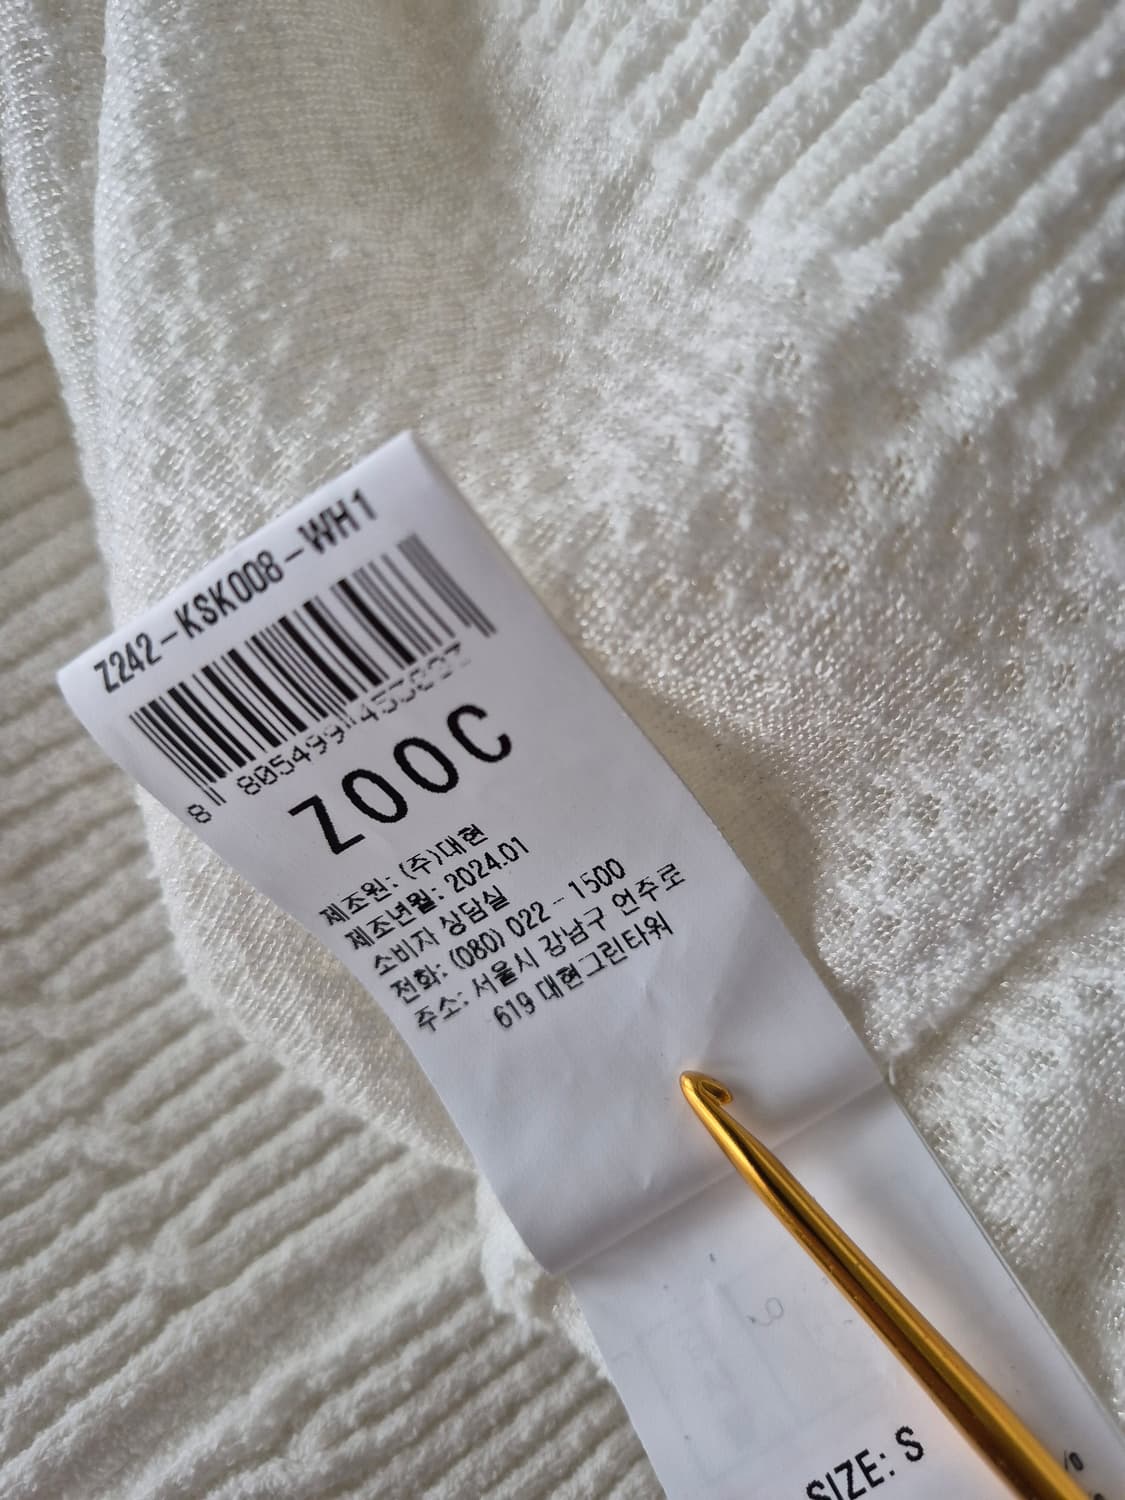 Z242-KSK008-WH1
8 805499
ZOOC
제조원: (주)대현
제조년월: 2024.01
소비자 상담실
전화: (080) 022-1500
주소: 서울시 강남구 언주로
619 대현그린타워
SIZE: S